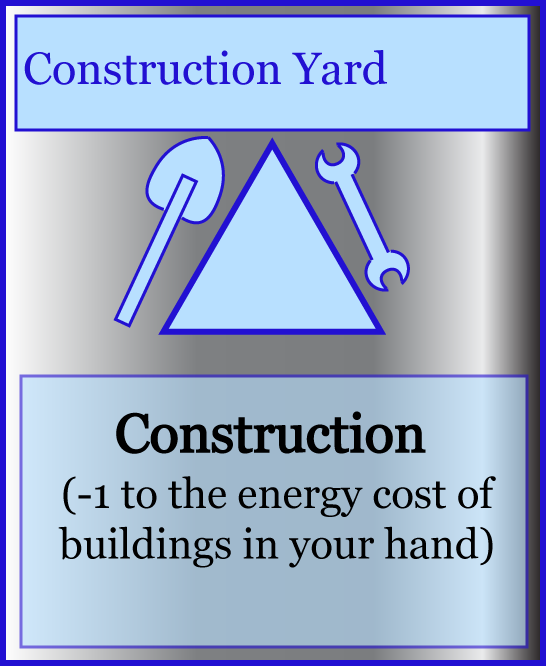 Construction Yard
Construction
(-1 to the energy cost of
buildings in your hand)